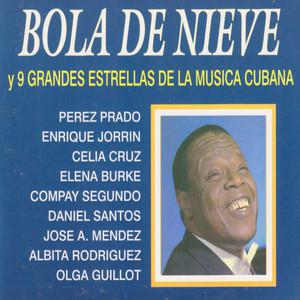 BOLA DE NIEVE
y 9 GRANDES ESTRELLAS DE LA MUSICA CUBANA
PEREZ PRADO
ENRIQUE JORRIN
CELIA CRUZ
ELENA BURKE
COMPAY SEGUNDO
DANIEL SANTOS
JOSE A. MENDEZ
ALBITA RODRIGUEZ
OLGA GUILLOT